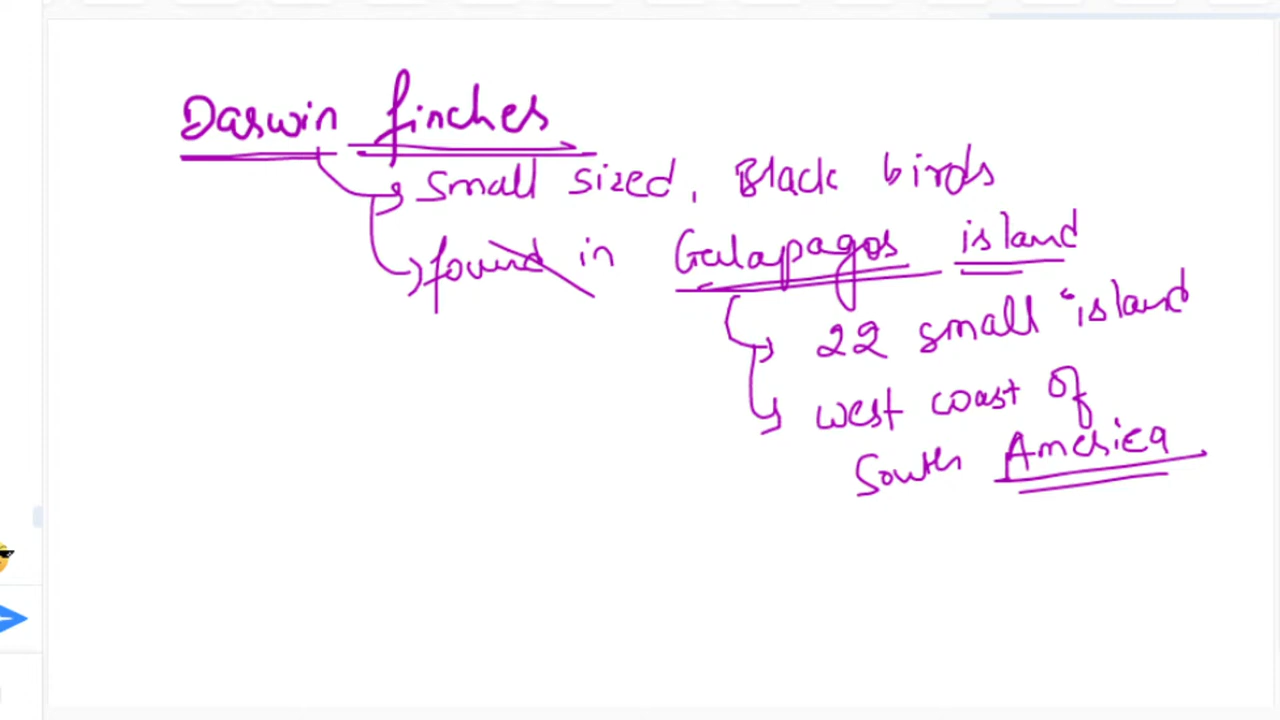 Darwin finches
Small sized, Black birds
found in Galapagos island
22 small island
west coast of
South America